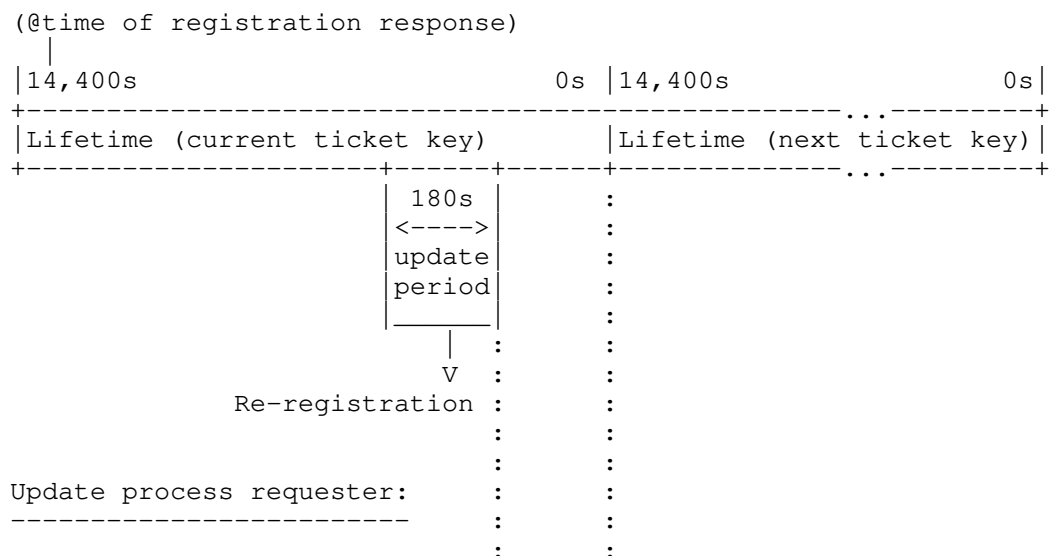 (@time of registration response)
   |
|14,400s                       0s |14,400s                      0s|
+---------------------------------------------------...---------+
|Lifetime (current ticket key)        |Lifetime (next ticket key)|
+-----------------------+------+------+--------------...---------+
| 180s |       :
|<---->|       :
|update|       :
|period|       :
|______|       :
|  :      :
V  :      :
Re-registration :      :
:      :
:      :
Update process requester:     :      :
-------------------------     :      :
:      :